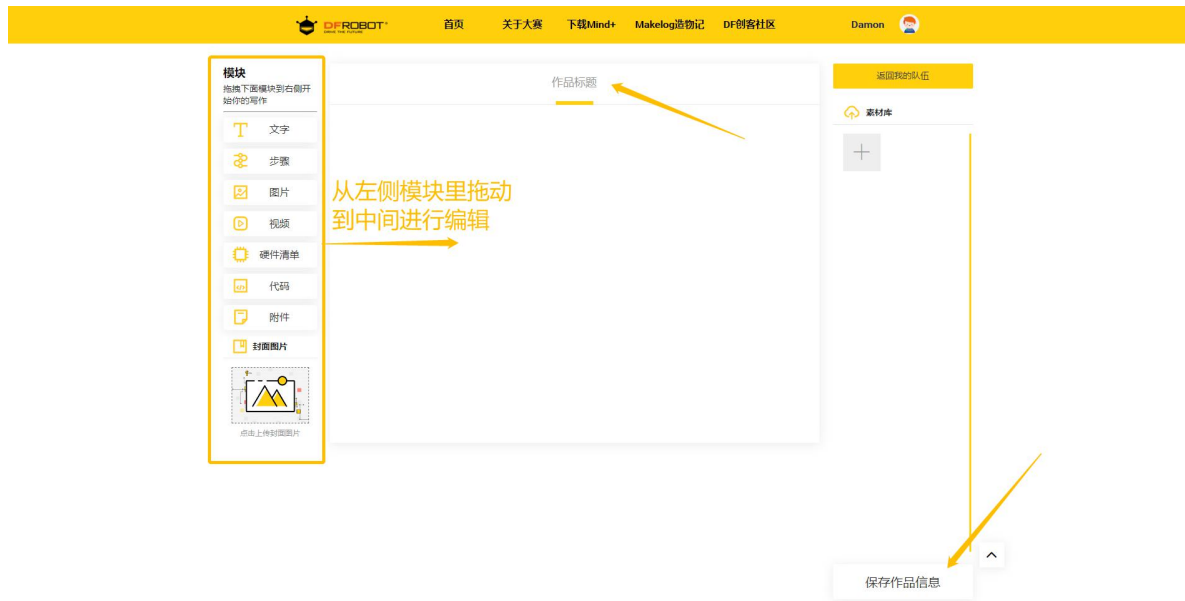 DFROBOT
DRIVE THE FUTURE
首页
关于大赛
下载Mind+
Makelog造物记
DF创客社区
Damon
模块
拖拽下面模块到右侧开
始你的写作
文字
步骤
图片
视频
硬件清单
代码
附件
封面图片
点击上传封面图片
作品标题
从左侧模块里拖动
到中间进行编辑
返回我的队伍
素材库
保存作品信息